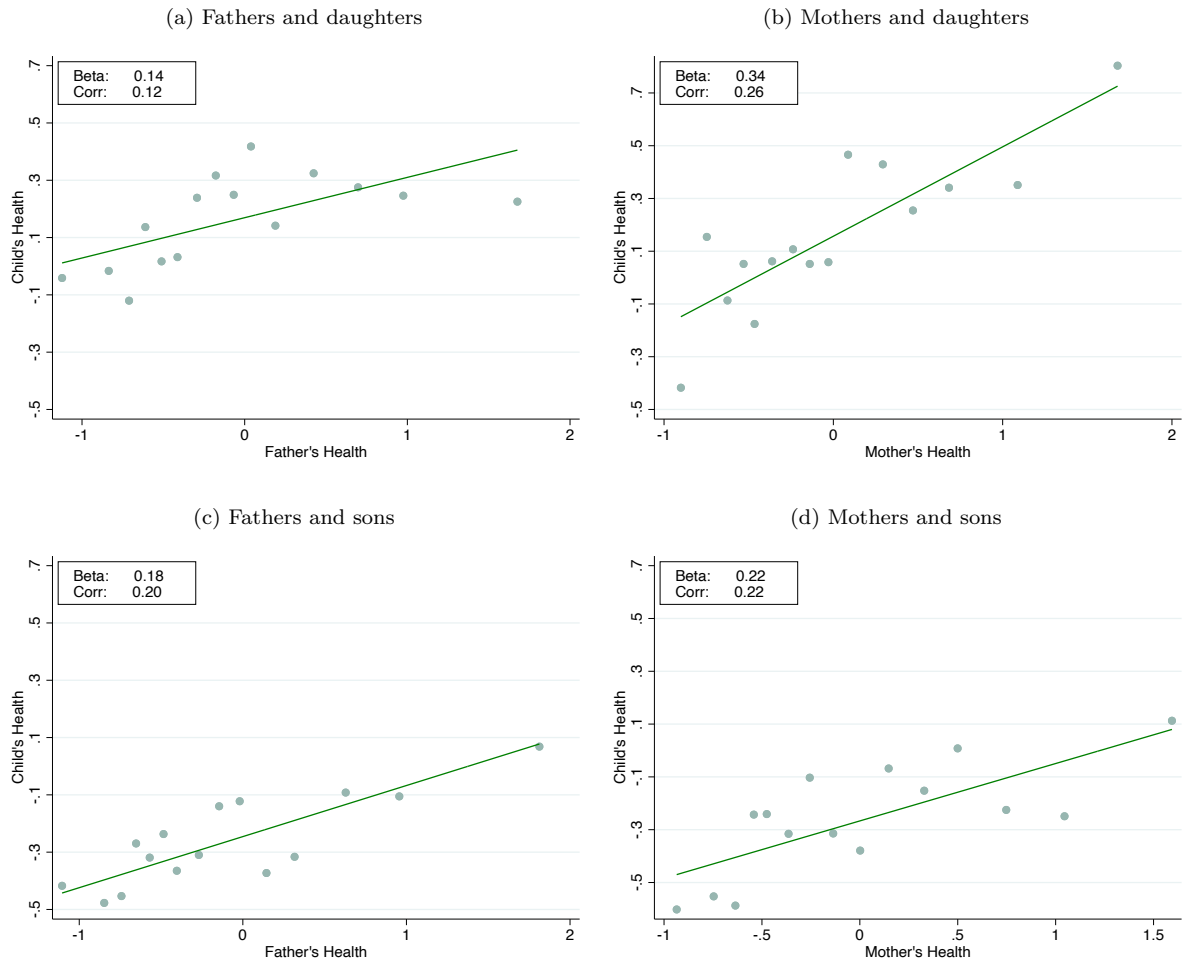 (a) Fathers and daughters
Beta: 0.14
Corr: 0.12
Child's Health
.7
.5
.3
.1
-.1
-.3
-.5
-1 0 1 2
Father's Health
(b) Mothers and daughters
Beta: 0.34
Corr: 0.26
Child's Health
.7
.5
.3
.1
-.1
-.3
-.5
-1 0 1 2
Mother's Health
(c) Fathers and sons
Beta: 0.18
Corr: 0.20
Child's Health
.7
.5
.3
.1
-.1
-.3
-.5
-1 0 1 2
Father's Health
(d) Mothers and sons
Beta: 0.22
Corr: 0.22
Child's Health
.7
.5
.3
.1
-.1
-.3
-.5
-1 -.5 0 .5 1 1.5
Mother's Health